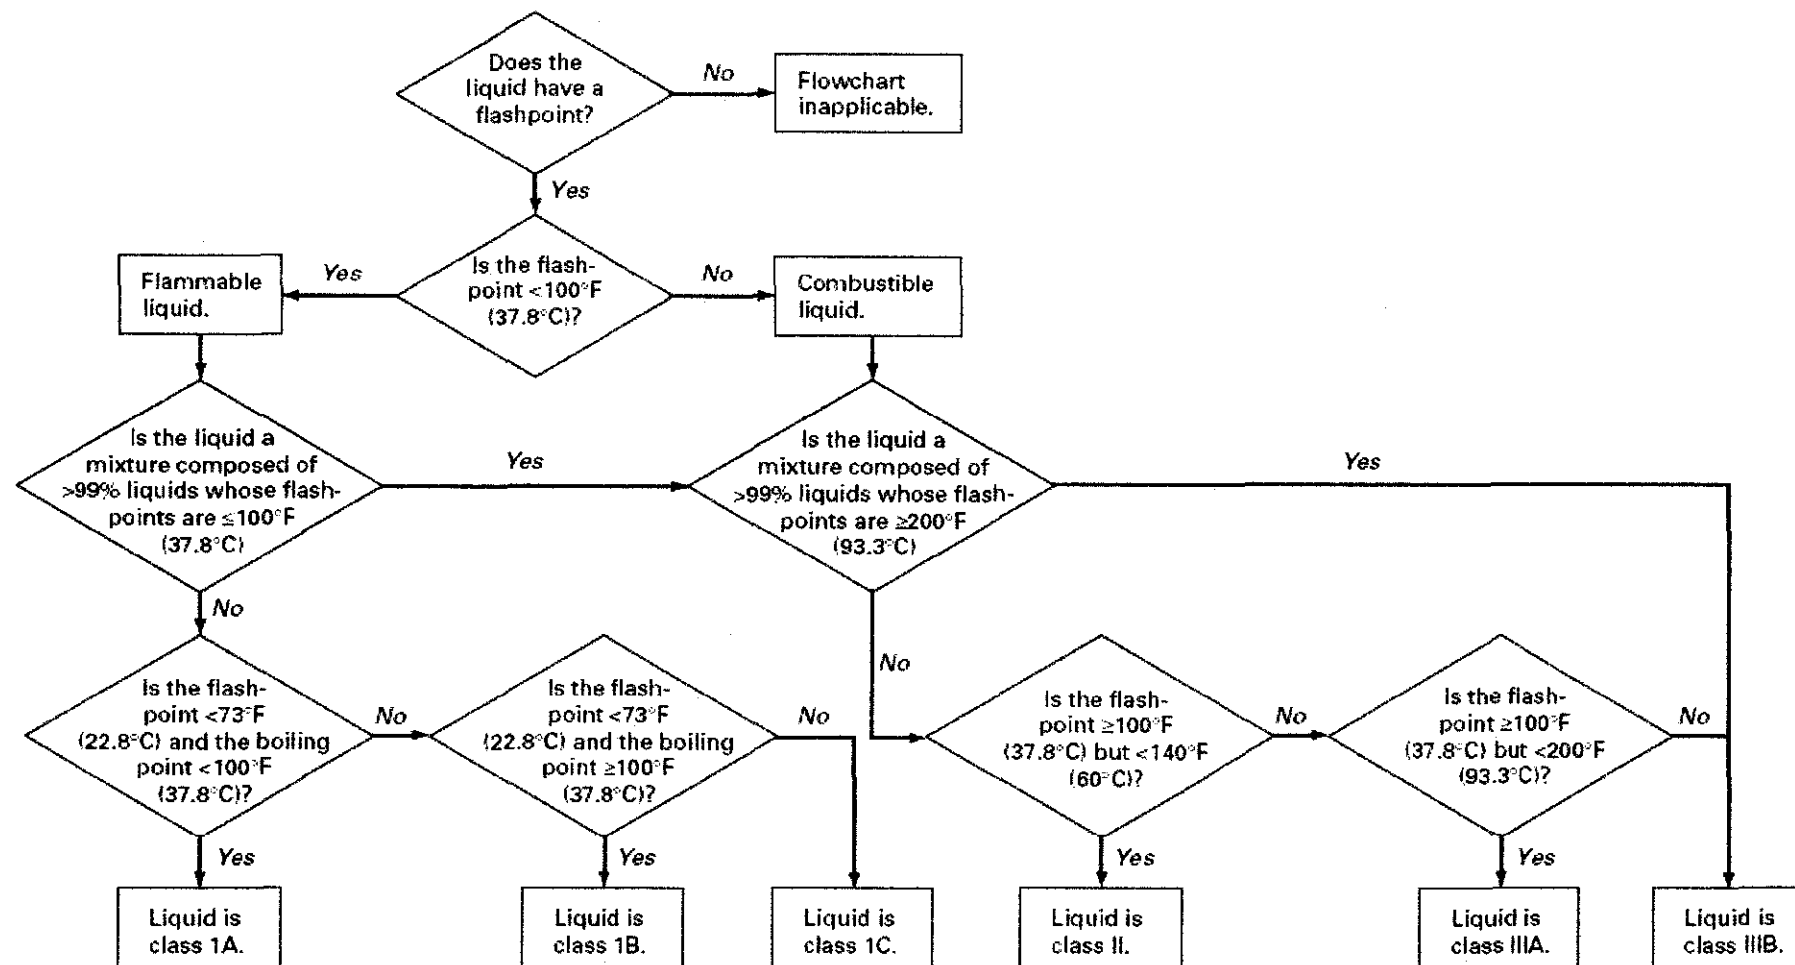 Does the
liquid have a
flashpoint?
No
Flowchart
inapplicable.
Yes
Flammable
liquid.
Yes
Is the flash-
point <100°F
(37.8°C)?
No
Combustible
liquid.
Is the liquid a
mixture composed of
>99% liquids whose flash-
points are ≤100°F
(37.8°C)
Yes
Is the liquid a
mixture composed of
>99% liquids whose flash-
points are ≥200°F
(93.3°C)
Yes
No
No
Is the flash-
point <73°F
(22.8°C) and the boiling
point <100°F
(37.8°C)?
No
Is the flash-
point <73°F
(22.8°C) and the boiling
point ≥100°F
(37.8°C)?
No
Is the flash-
point ≥100°F
(37.8°C) but <140°F
(60°C)?
No
Is the flash-
point ≥100°F
(37.8°C) but <200°F
(93.3°C)?
No
Yes
Yes
Yes
Yes
Liquid is
class 1A.
Liquid is
class 1B.
Liquid is
class 1C.
Liquid is
class II.
Liquid is
class IIIA.
Liquid is
class IIIB.